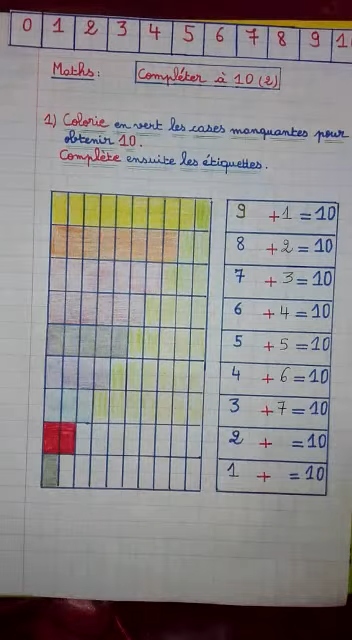 0 1 2 3 4 5 6 7 8 9 1
Maths: Compléter à 10 (2)
1) Colorie en vert les cases manquantes pour
obtenir 10.
Complète ensuite les étiquettes.
9 + 1 = 10
8 + 2 = 10
7 + 3 = 10
6 + 4 = 10
5 + 5 = 10
4 + 6 = 10
3 + 7 = 10
2 + = 10
1 + = 10